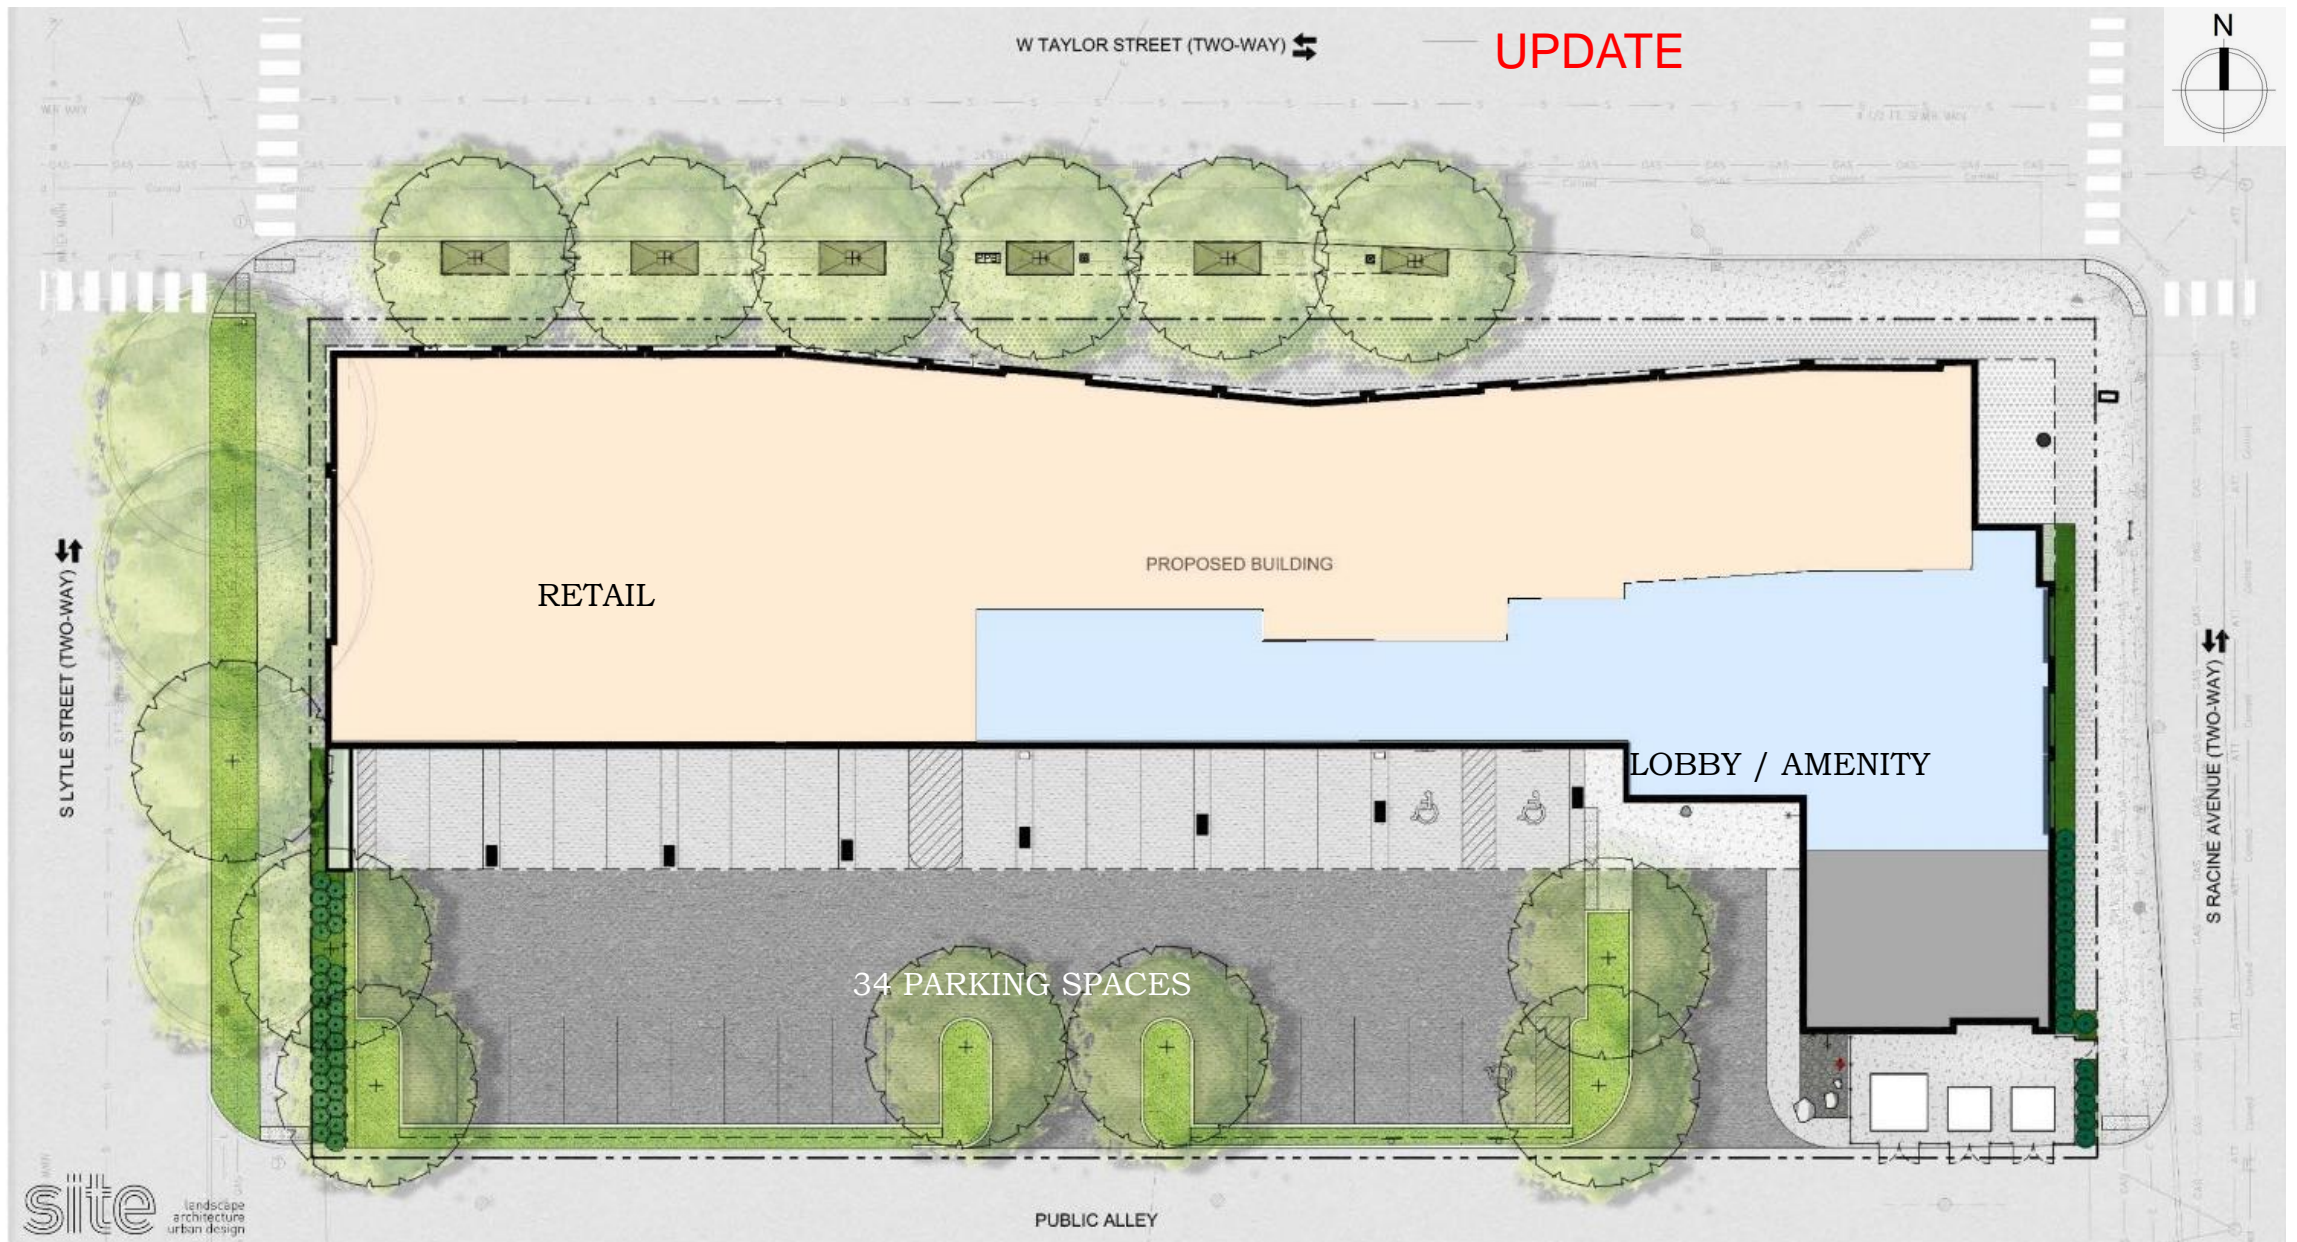 W TAYLOR STREET (TWO-WAY)
UPDATE
N
PROPOSED BUILDING
RETAIL
S LYTLE STREET (TWO-WAY)
S RACINE AVENUE (TWO-WAY)
LOBBY / AMENITY
34 PARKING SPACES
site
landscape
architecture
urban design
PUBLIC ALLEY